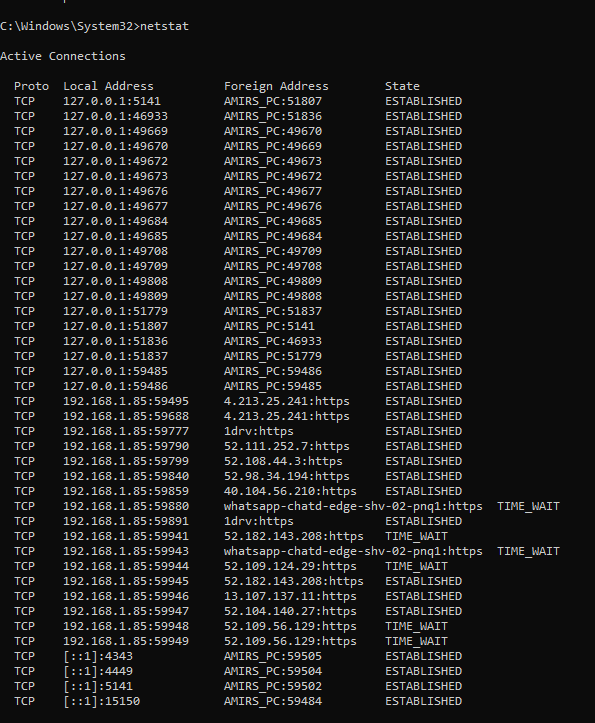 C:\Windows\System32>netstat
Active Connections
Proto  Local Address          Foreign Address        State
TCP    127.0.0.1:5141         AMIRS_PC:51807         ESTABLISHED
TCP    127.0.0.1:46933        AMIRS_PC:51836         ESTABLISHED
TCP    127.0.0.1:49669        AMIRS_PC:49670         ESTABLISHED
TCP    127.0.0.1:49670        AMIRS_PC:49669         ESTABLISHED
TCP    127.0.0.1:49672        AMIRS_PC:49673         ESTABLISHED
TCP    127.0.0.1:49673        AMIRS_PC:49672         ESTABLISHED
TCP    127.0.0.1:49676        AMIRS_PC:49677         ESTABLISHED
TCP    127.0.0.1:49677        AMIRS_PC:49676         ESTABLISHED
TCP    127.0.0.1:49684        AMIRS_PC:49685         ESTABLISHED
TCP    127.0.0.1:49685        AMIRS_PC:49684         ESTABLISHED
TCP    127.0.0.1:49708        AMIRS_PC:49709         ESTABLISHED
TCP    127.0.0.1:49709        AMIRS_PC:49708         ESTABLISHED
TCP    127.0.0.1:49808        AMIRS_PC:49809         ESTABLISHED
TCP    127.0.0.1:49809        AMIRS_PC:49808         ESTABLISHED
TCP    127.0.0.1:51779        AMIRS_PC:51837         ESTABLISHED
TCP    127.0.0.1:51807        AMIRS_PC:5141          ESTABLISHED
TCP    127.0.0.1:51836        AMIRS_PC:46933         ESTABLISHED
TCP    127.0.0.1:51837        AMIRS_PC:51779         ESTABLISHED
TCP    127.0.0.1:59485        AMIRS_PC:59486         ESTABLISHED
TCP    127.0.0.1:59486        AMIRS_PC:59485         ESTABLISHED
TCP    192.168.1.85:59495     4.213.25.241:https     ESTABLISHED
TCP    192.168.1.85:59688     4.213.25.241:https     ESTABLISHED
TCP    192.168.1.85:59777     1drv:https             ESTABLISHED
TCP    192.168.1.85:59790     52.111.252.7:https     ESTABLISHED
TCP    192.168.1.85:59799     52.108.44.3:https      ESTABLISHED
TCP    192.168.1.85:59840     52.98.34.194:https     ESTABLISHED
TCP    192.168.1.85:59859     40.104.56.210:https    ESTABLISHED
TCP    192.168.1.85:59880     whatsapp-chatd-edge-shv-02-pnq1:https  TIME_WAIT
TCP    192.168.1.85:59891     1drv:https             ESTABLISHED
TCP    192.168.1.85:59941     52.182.143.208:https   TIME_WAIT
TCP    192.168.1.85:59943     whatsapp-chatd-edge-shv-02-pnq1:https  TIME_WAIT
TCP    192.168.1.85:59944     52.109.124.29:https    TIME_WAIT
TCP    192.168.1.85:59945     52.182.143.208:https   ESTABLISHED
TCP    192.168.1.85:59946     13.107.137.11:https    ESTABLISHED
TCP    192.168.1.85:59947     52.104.140.27:https    ESTABLISHED
TCP    192.168.1.85:59948     52.109.56.129:https    TIME_WAIT
TCP    192.168.1.85:59949     52.109.56.129:https    TIME_WAIT
TCP    [::1]:4343             AMIRS_PC:59505         ESTABLISHED
TCP    [::1]:4449             AMIRS_PC:59504         ESTABLISHED
TCP    [::1]:5141             AMIRS_PC:59502         ESTABLISHED
TCP    [::1]:15150            AMIRS_PC:59484         ESTABLISHED